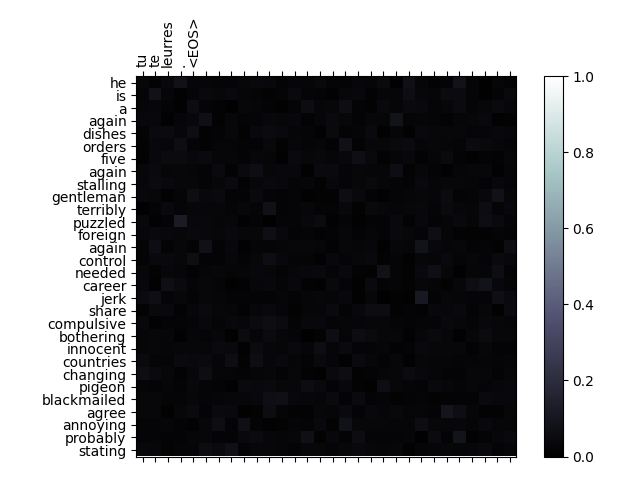 tu
te
leurres
.
<EOS>
he
is
a
again
dishes
orders
five
again
stalling
gentleman
terribly
puzzled
foreign
again
control
needed
career
jerk
share
compulsive
bothering
innocent
countries
changing
pigeon
blackmailed
agree
annoying
probably
stating
1.0
0.8
0.6
0.4
0.2
0.0